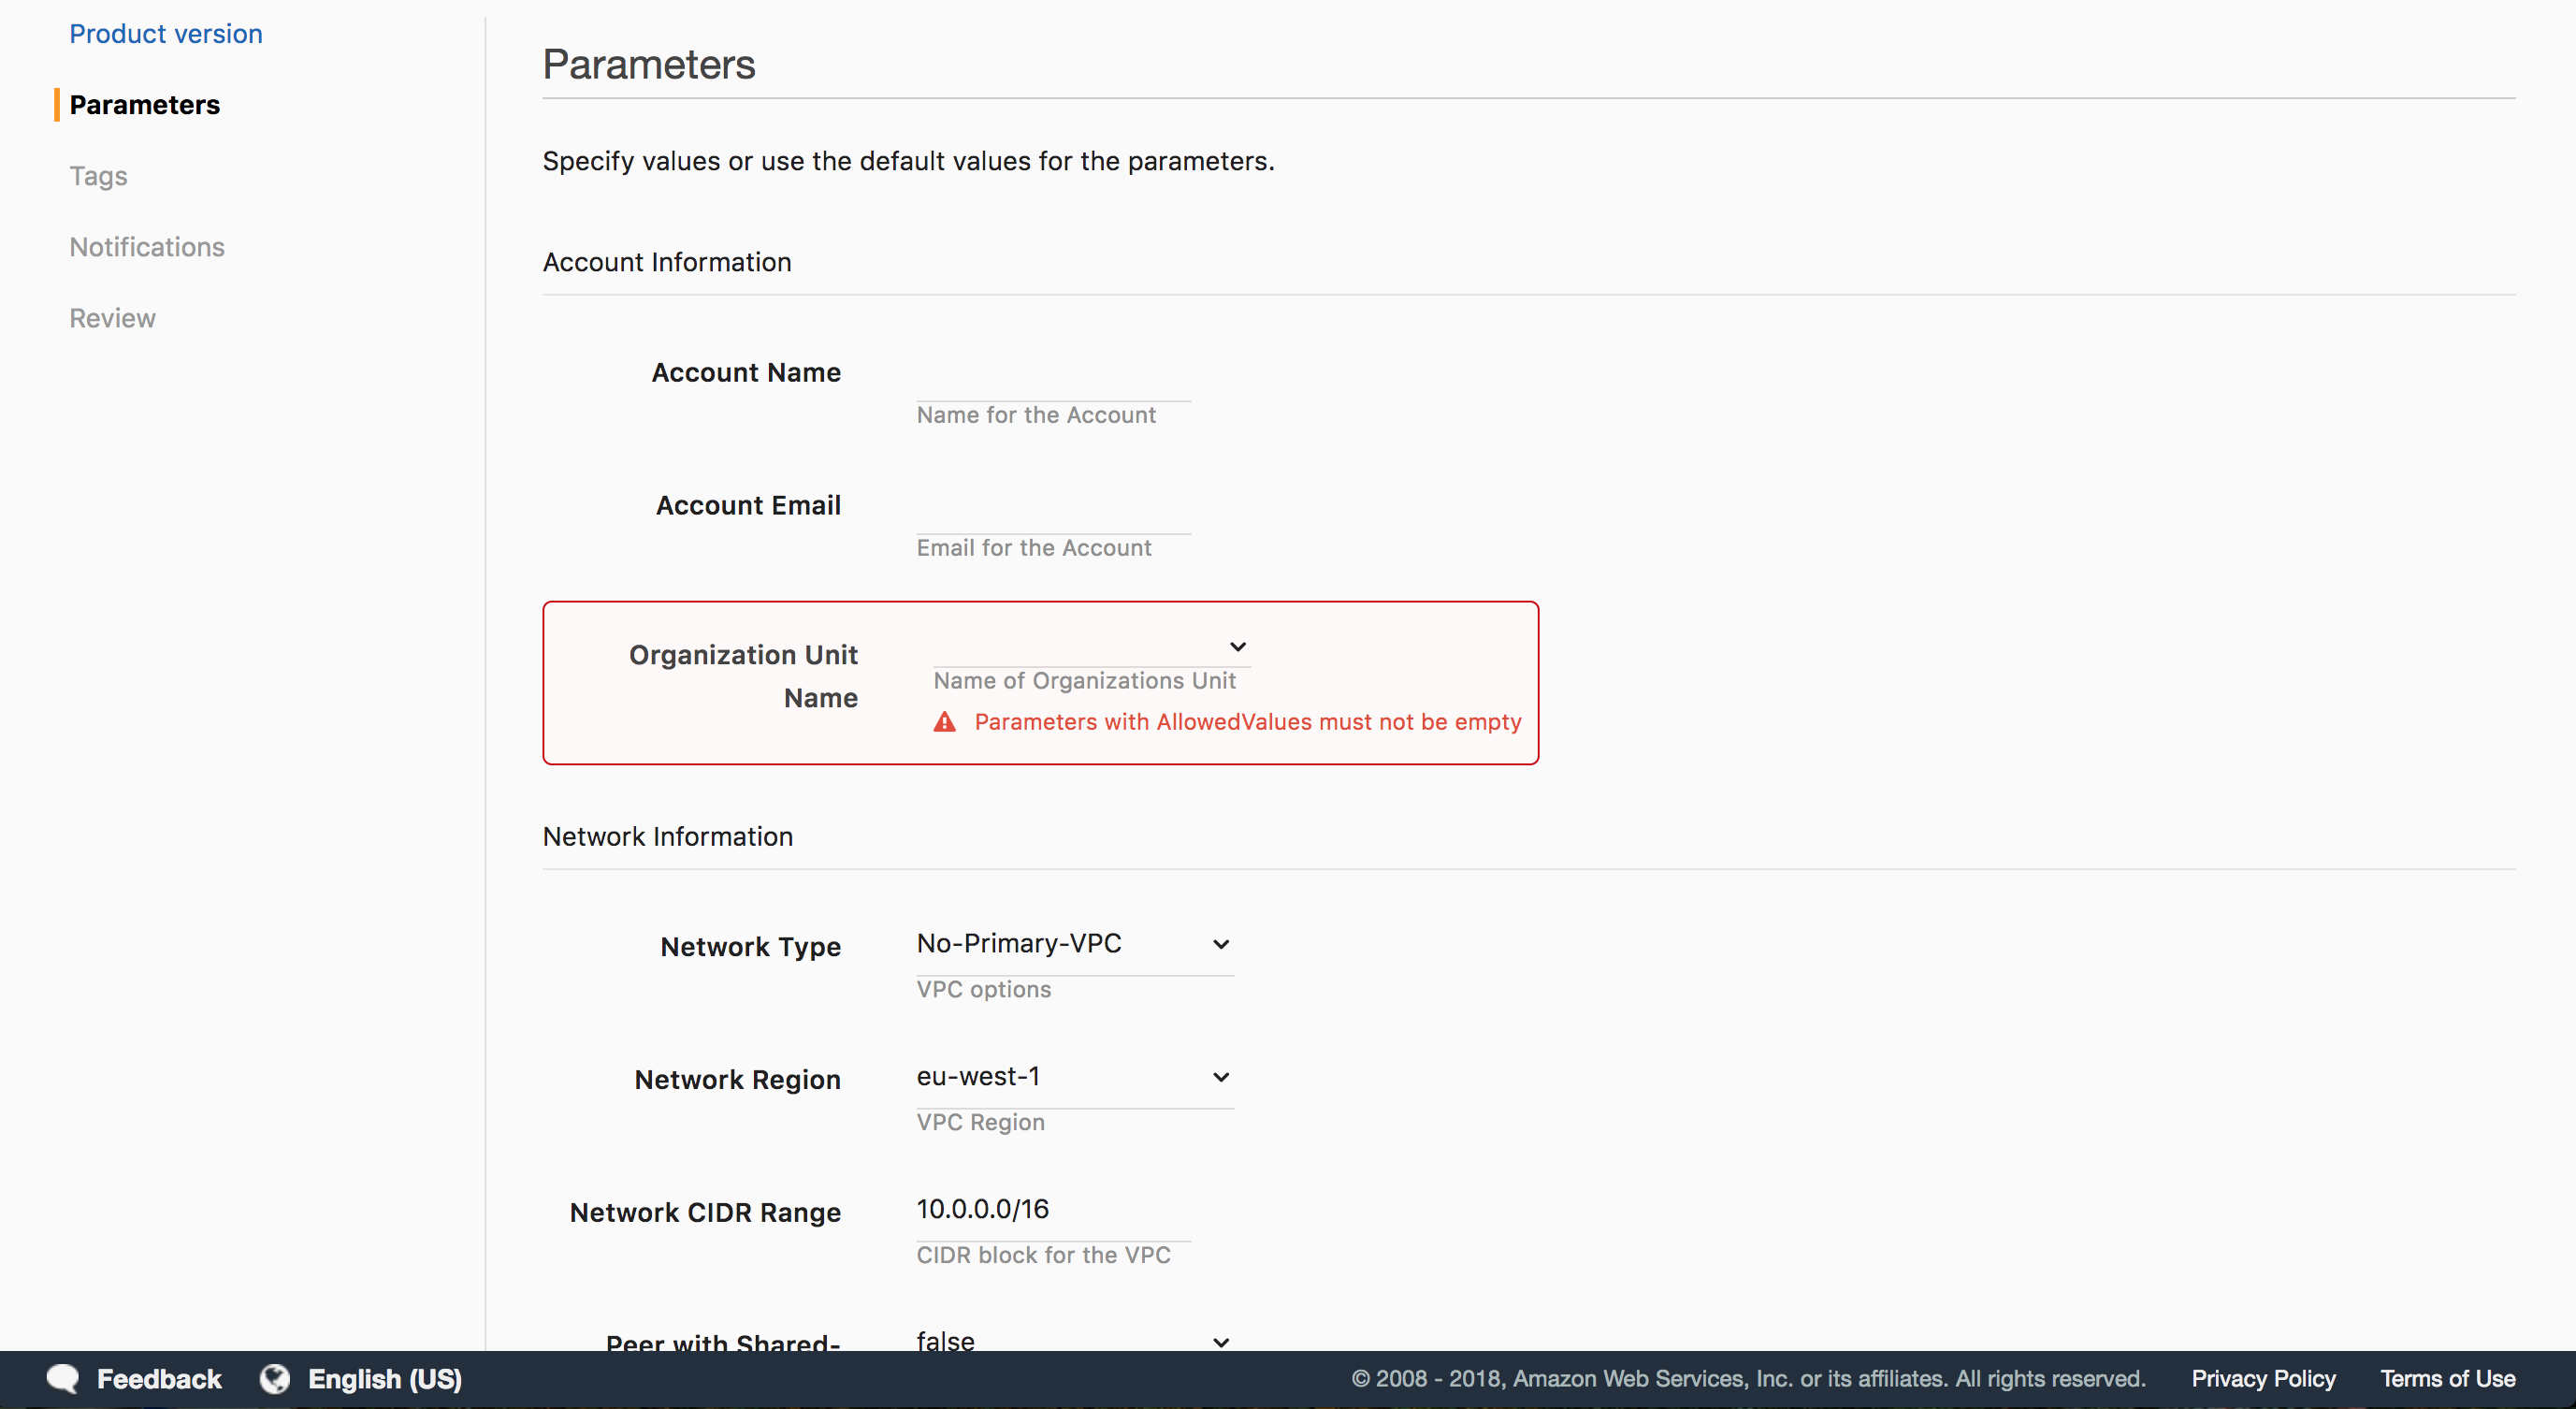 Product version
Parameters
Tags
Notifications
Review
Parameters
Specify values or use the default values for the parameters.
Account Information
Account Name
Name for the Account
Account Email
Email for the Account
Organization Unit
Name
Name of Organizations Unit
Parameters with AllowedValues must not be empty
Network Information
Network Type
No-Primary-VPC
VPC options
Network Region
eu-west-1
VPC Region
Network CIDR Range
10.0.0.0/16
CIDR block for the VPC
Peer with Shared-
false
Feedback
English (US)
© 2008 - 2018, Amazon Web Services, Inc. or its affiliates. All rights reserved.
Privacy Policy
Terms of Use